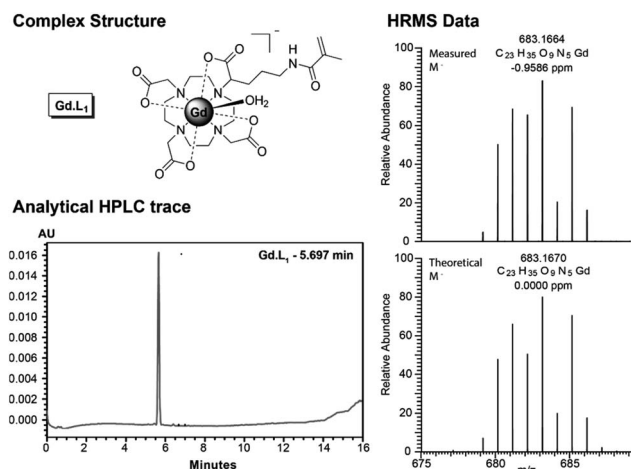 Complex Structure
Gd.L₁
O
O
O
O
O
O
O
O
O
H
N
N
N
N
N
Gd
OH₂
–
Analytical HPLC trace
AU
Gd.L₁ - 5.697 min
0.016
0.014
0.012
0.010
0.008
0.006
0.004
0.002
0.000
0
2
4
6
8
10
12
14
16
Minutes
HRMS Data
683.1664
Measured
C₂₃ H₃₅ O₉ N₅ Gd
M⁻
-0.9586 ppm
Relative Abundance
100
80
60
40
20
0
683.1670
Theoretical
C₂₃ H₃₅ O₉ N₅ Gd
M⁻
0.0000 ppm
Relative Abundance
100
80
60
40
20
0
675
680
685